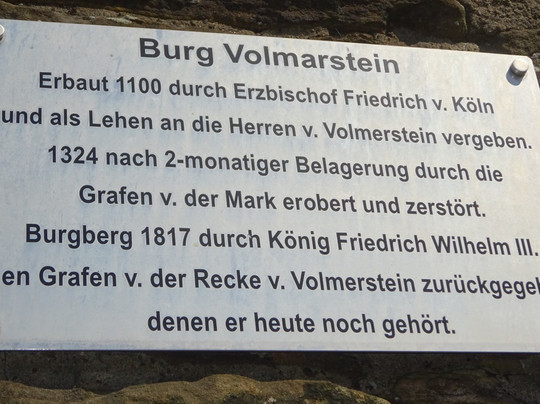 Burg Volmarstein
Erbaut 1100 durch Erzbischof Friedrich v. Köln
und als Lehen an die Herren v. Volmerstein vergeben.
1324 nach 2-monatiger Belagerung durch die
Grafen v. der Mark erobert und zerstört.
Burgberg 1817 durch König Friedrich Wilhelm III.
en Grafen v. der Recke v. Volmerstein zurückgegeb
denen er heute noch gehört.